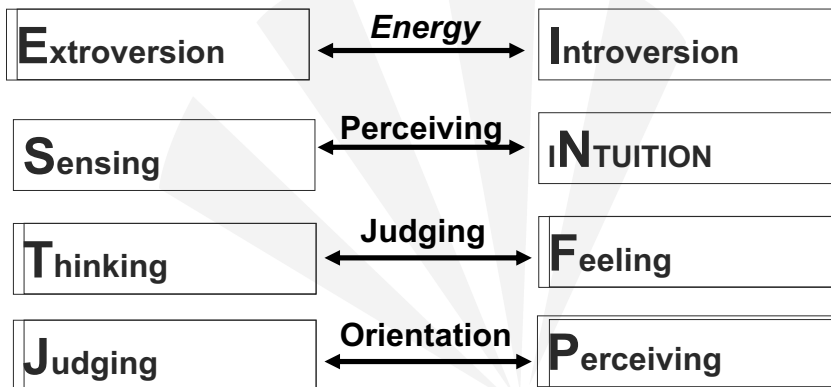 Extroversion Energy Introversion
Sensing Perceiving INTUITION
Thinking Judging Feeling
Judging Orientation Perceiving